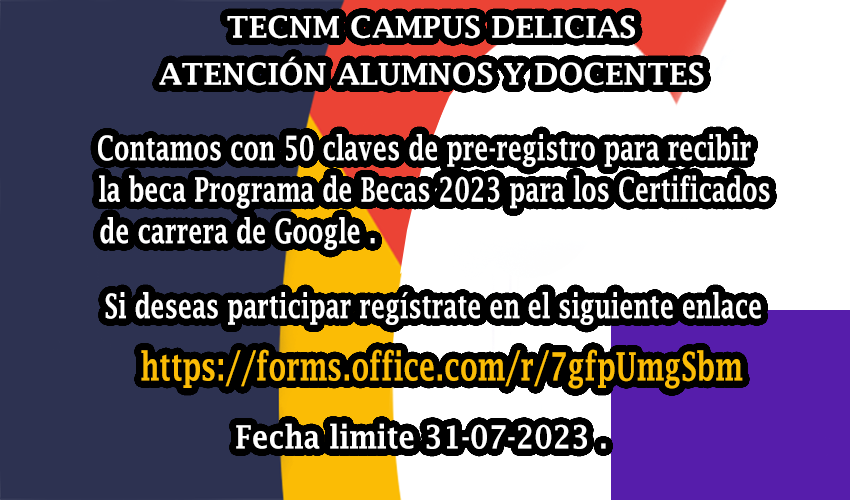 TECNM CAMPUS DELICIAS
ATENCIÓN ALUMNOS Y DOCENTES
Contamos con 50 claves de pre-registro para recibir
la beca Programa de Becas 2023 para los Certificados
de carrera de Google .
Si deseas participar regístrate en el siguiente enlace
https://forms.office.com/r/7gfpUmgSbm
Fecha limite 31-07-2023 .